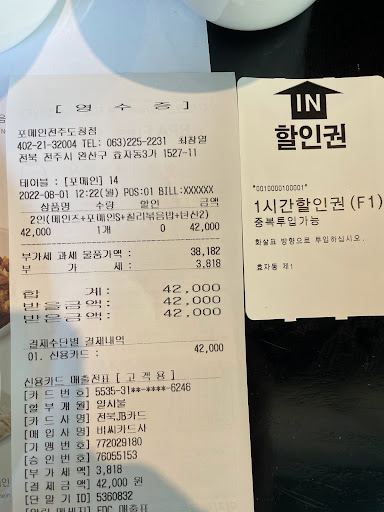 [ 영 수 증 ]
포메인전주도청점
402-21-32004 TEL: 063)225-2231 최창열
전북 전주시 완산구 효자동3가 1527-11
테이블 : [포메인] 14
2022-08-01 12:22(월) POS:01 BILL:XXXXXX
상품명 수량 할인 금액
2인(메인즈+포메인S+칠리볶음밥+탄산2)
42,000 1개 0 42,000
부가세 과세 물품가액 : 38,182
부 가 세 : 3,818
합 계 : 42,000
받을금액: 42,000
받은금액: 42,000
결제수단별 결제내역
01. 신용카드 : 42,000
신용카드 매출전표 [ 고 객 용 ]
[카 드 번 호] 5535-31**-****-6246
[할 부 개 월] 일시불
[카 드 사 명] 전북JB카드
[매 입 사 명] 비씨카드사
[가 맹 번 호] 772029180
[승 인 번 호] 76055153
[부 가 세 액] 3,818
[결 제 금 액] 42,000 원
[단 말 기 ID] 5360832
[알림 메세지] EDC 매출표
IN
할인권
*0010000100001*
1시간할인권(F1)
중복투입가능
화살표 방향으로 투입하십시오.
효자동 제1